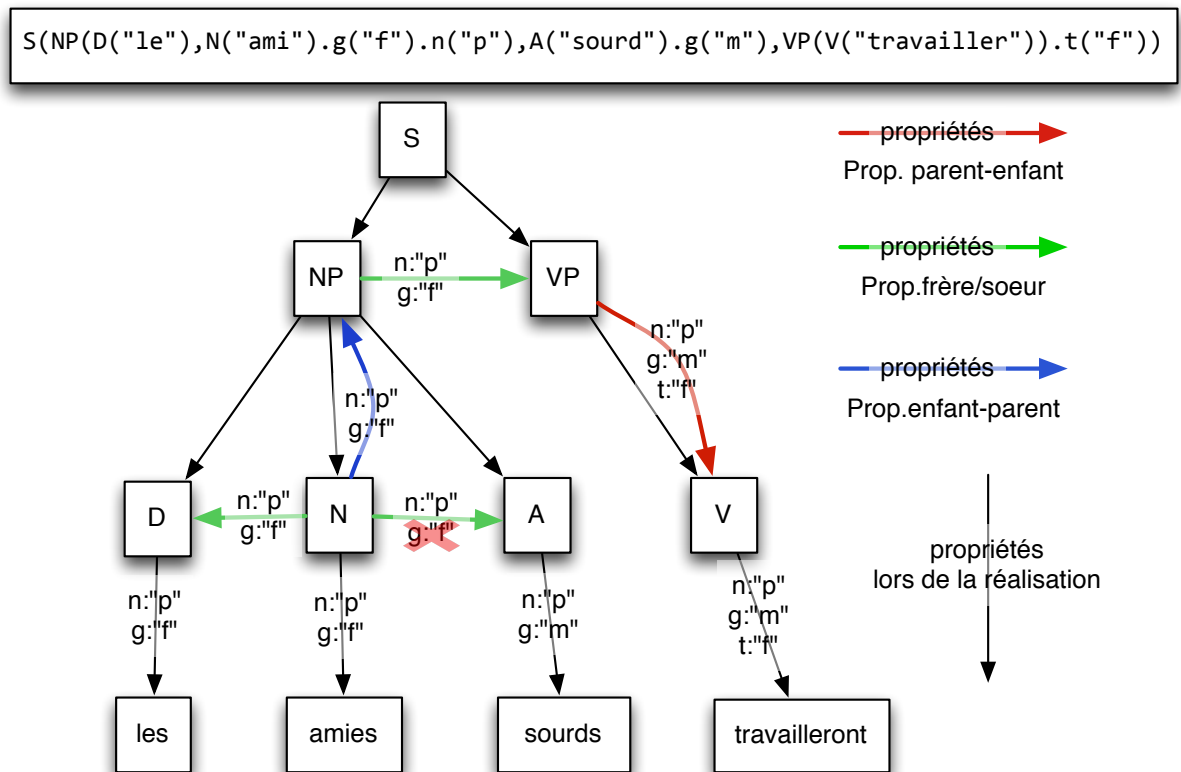 S(NP(D("le"),N("ami").g("f").n("p"),A("sourd").g("m"),VP(V("travailler")).t("f"))
S
propriétés
Prop. parent-enfant
NP
n:"p"
g:"f"
VP
propriétés
Prop.frère/soeur
n:"p"
g:"m"
t:"f"
propriétés
Prop.enfant-parent
n:"p"
g:"f"
D
n:"p"
g:"f"
N
n:"p"
g:"f"
A
V
propriétés
lors de la réalisation
n:"p"
g:"f"
n:"p"
g:"f"
n:"p"
g:"m"
n:"p"
g:"m"
t:"f"
les
amies
sourds
travailleront